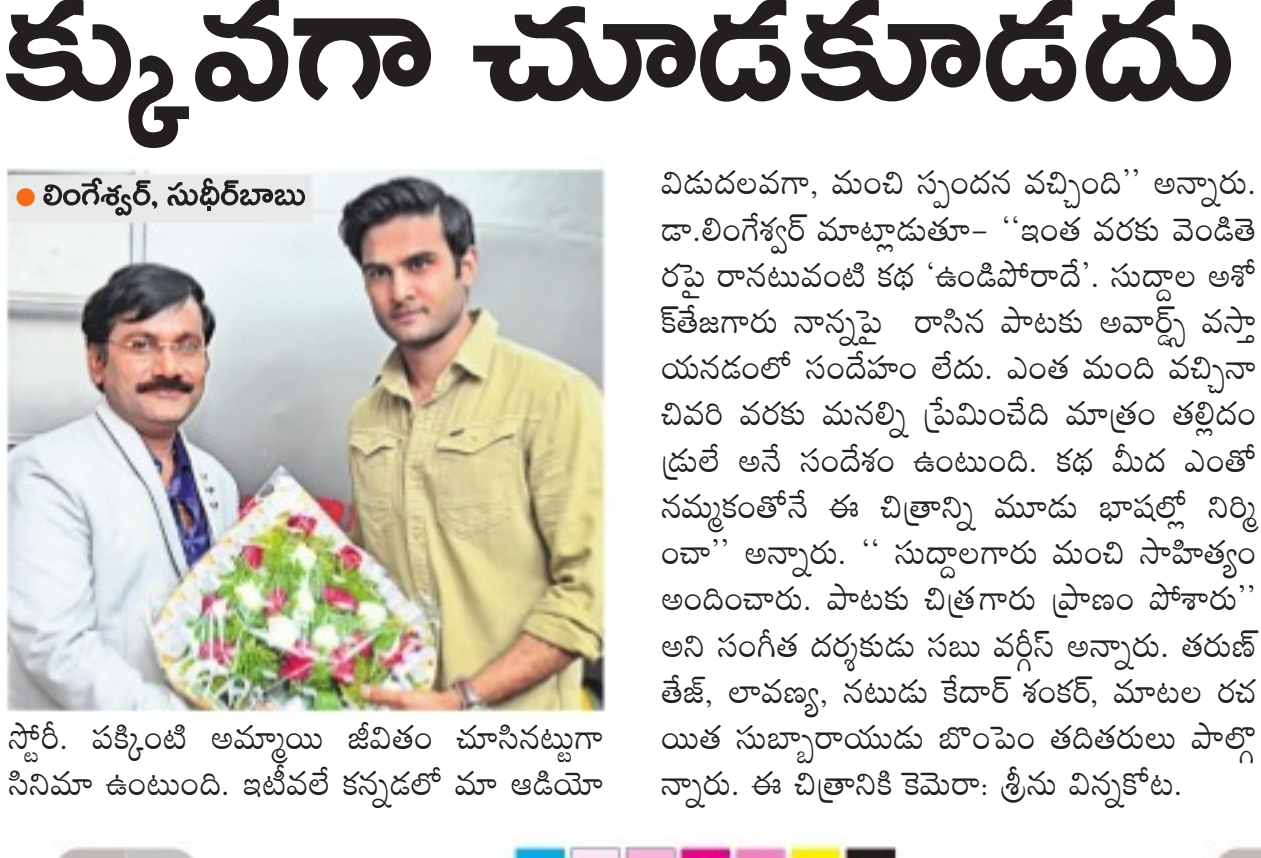 క్కువగా చూడకూడదు
● లింగేశ్వర్, సుధీర్‌బాబు
స్టోరీ. పక్కింటి అమ్మాయి జీవితం చూసినట్టుగా
సినిమా ఉంటుంది. ఇటీవలే కన్నడలో మా ఆడియో
విడుదలవగా, మంచి స్పందన వచ్చింది’’ అన్నారు.
డా.లింగేశ్వర్ మాట్లాడుతూ– ‘‘ఇంత వరకు వెండితె
రపై రానటువంటి కథ ‘ఉండిపోరాదే’. సుద్దాల అశో
క్‌తేజగారు నాన్నపై రాసిన పాటకు అవార్డ్స్ వస్తా
యనడంలో సందేహం లేదు. ఎంత మంది వచ్చినా
చివరి వరకు మనల్ని ప్రేమించేది మాత్రం తల్లిదం
డ్రులే అనే సందేశం ఉంటుంది. కథ మీద ఎంతో
నమ్మకంతోనే ఈ చిత్రాన్ని మూడు భాషల్లో నిర్మి
ంచా’’ అన్నారు. ‘‘ సుద్దాలగారు మంచి సాహిత్యం
అందించారు. పాటకు చిత్రగారు ప్రాణం పోశారు’’
అని సంగీత దర్శకుడు సబు వర్గీస్ అన్నారు. తరుణ్
తేజ్, లావణ్య, నటుడు కేదార్ శంకర్, మాటల రచ
యిత సుబ్బారాయుడు బొంపెం తదితరులు పాల్గొ
న్నారు. ఈ చిత్రానికి కెమెరా: శ్రీను విన్నకోట.